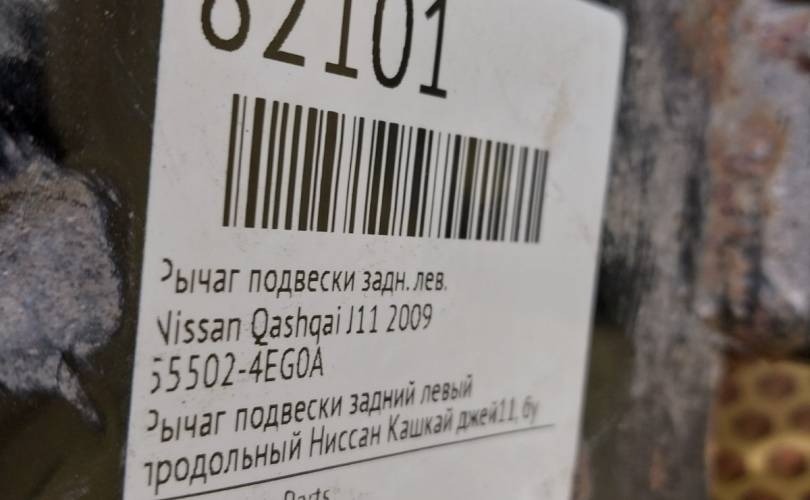 82101
Рычаг подвески задн. лев.
Nissan Qashqai J11 2009
55502-4EG0A
Рычаг подвески задний левый
продольный Ниссан Кашкай джей11, бу
Parts